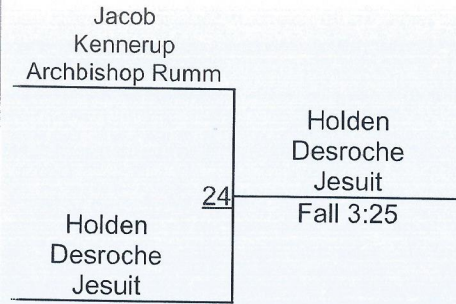 Jacob
Kennerup
Archbishop Rumm
Holden
Desroche
Jesuit
24
Fall 3:25
Holden
Desroche
Jesuit